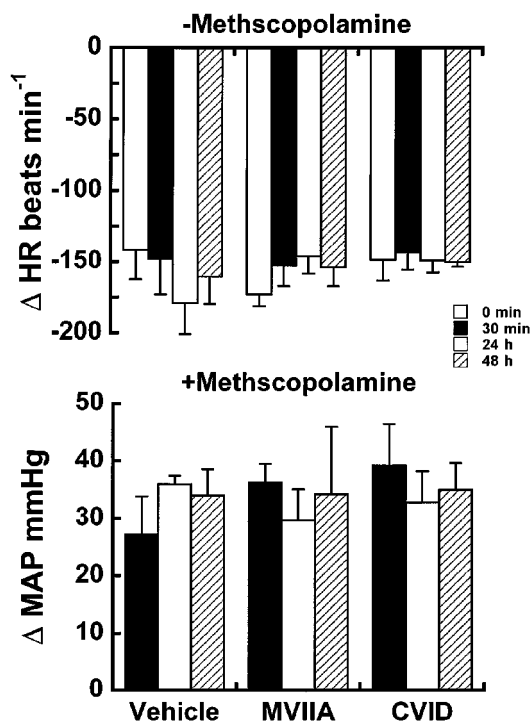 -Methscopolamine
0
-50
-100
-150
-200
Δ HR beats min⁻¹
0 min
30 min
24 h
48 h
+Methscopolamine
50
40
30
20
10
0
Δ MAP mmHg
Vehicle MVIIA CVID